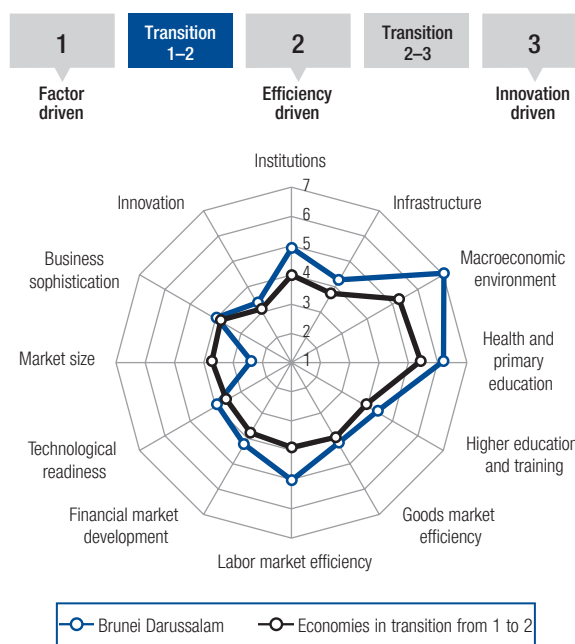 1
Transition
1–2
2
Transition
2–3
3
Factor
driven
Efficiency
driven
Innovation
driven
Institutions
7
6
5
4
3
2
1
Infrastructure
Macroeconomic
environment
Health and
primary
education
Higher education
and training
Goods market
efficiency
Labor market efficiency
Financial market
development
Technological
readiness
Market size
Business
sophistication
Innovation
Brunei Darussalam
Economies in transition from 1 to 2